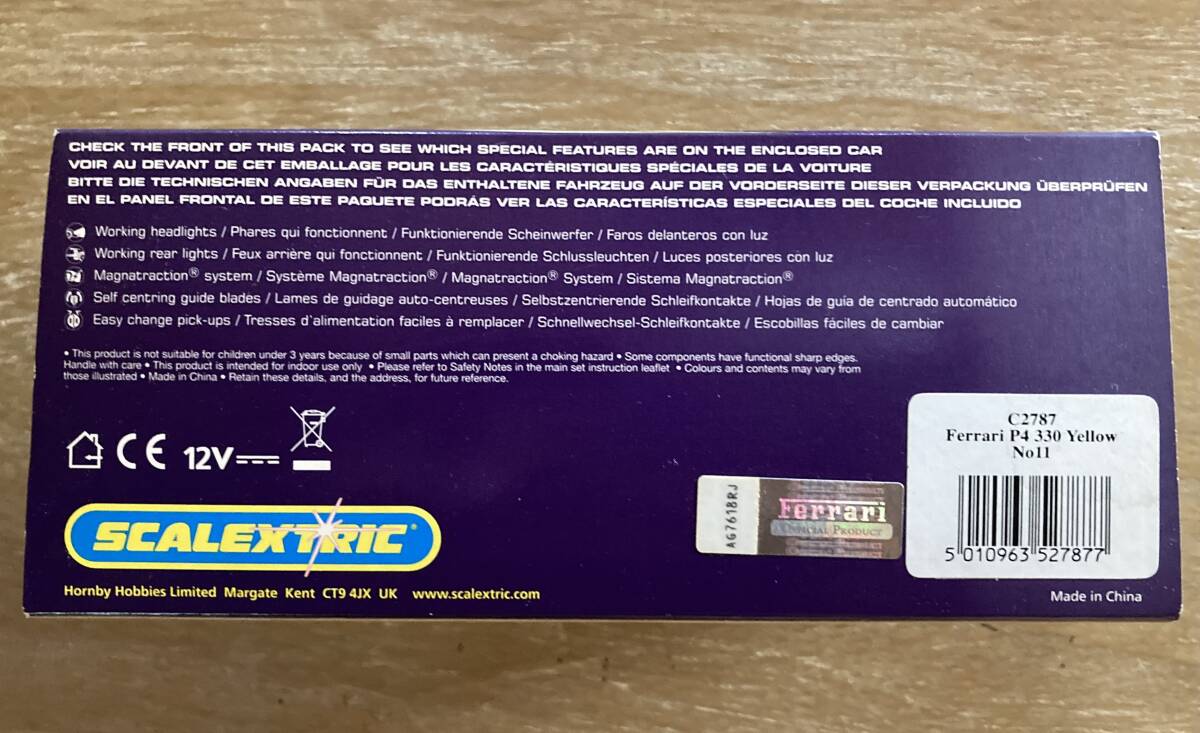 CHECK THE FRONT OF THIS PACK TO SEE WHICH SPECIAL FEATURES ARE ON THE ENCLOSED CAR
VOIR AU DEVANT DE CET EMBALLAGE POUR LES CARACTÉRISTIQUES SPÉCIALES DE LA VOITURE
BITTE DIE TECHNISCHEN ANGABEN FÜR DAS ENTHALTENE FAHRZEUG AUF DER VORDERSEITE DIESER VERPACKUNG ÜBERPRÜFEN
EN EL PANEL FRONTAL DE ESTE PAQUETE PODRÁS VER LAS CARACTERÍSTICAS ESPECIALES DEL COCHE INCLUIDO
Working headlights / Phares qui fonctionnent / Funktionierende Scheinwerfer / Faros delanteros con luz
Working rear lights / Feux arrière qui fonctionnent / Funktionierende Schlussleuchten / Luces posteriores con luz
Magnatraction® system / Système Magnatraction® / Magnatraction® System / Sistema Magnatraction®
Self centring guide blades / Lames de guidage auto-centreuses / Selbstzentrierende Schleifkontakte / Hojas de guía de centrado automático
Easy change pick-ups / Tresses d'alimentation faciles à remplacer / Schnellwechsel-Schleifkontakte / Escobillas fáciles de cambiar
• This product is not suitable for children under 3 years because of small parts which can present a choking hazard • Some components have functional sharp edges.
Handle with care • This product is intended for indoor use only • Please refer to Safety Notes in the main set instruction leaflet • Colours and contents may vary from
those illustrated • Made in China • Retain these details, and the address, for future reference.
CE 12V
SCALEXTRIC®
Hornby Hobbies Limited Margate Kent CT9 4JX UK www.scalextric.com
AG7618RJ
Ferrari
OFFICIAL PRODUCT
C2787
Ferrari P4 330 Yellow
No11
5 010963 527877
Made in China